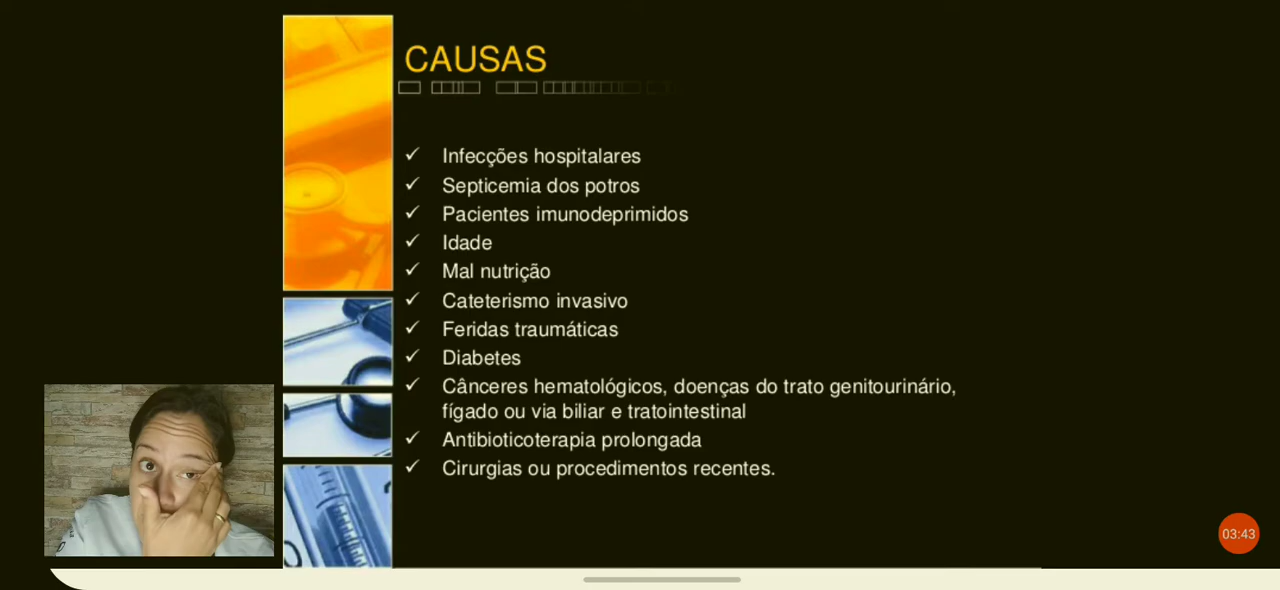 CAUSAS
Infecções hospitalares
Septicemia dos potros
Pacientes imunodeprimidos
Idade
Mal nutrição
Cateterismo invasivo
Feridas traumáticas
Diabetes
Cânceres hematológicos, doenças do trato genitourinário,
fígado ou via biliar e tratointestinal
Antibioticoterapia prolongada
Cirurgias ou procedimentos recentes.
03:43